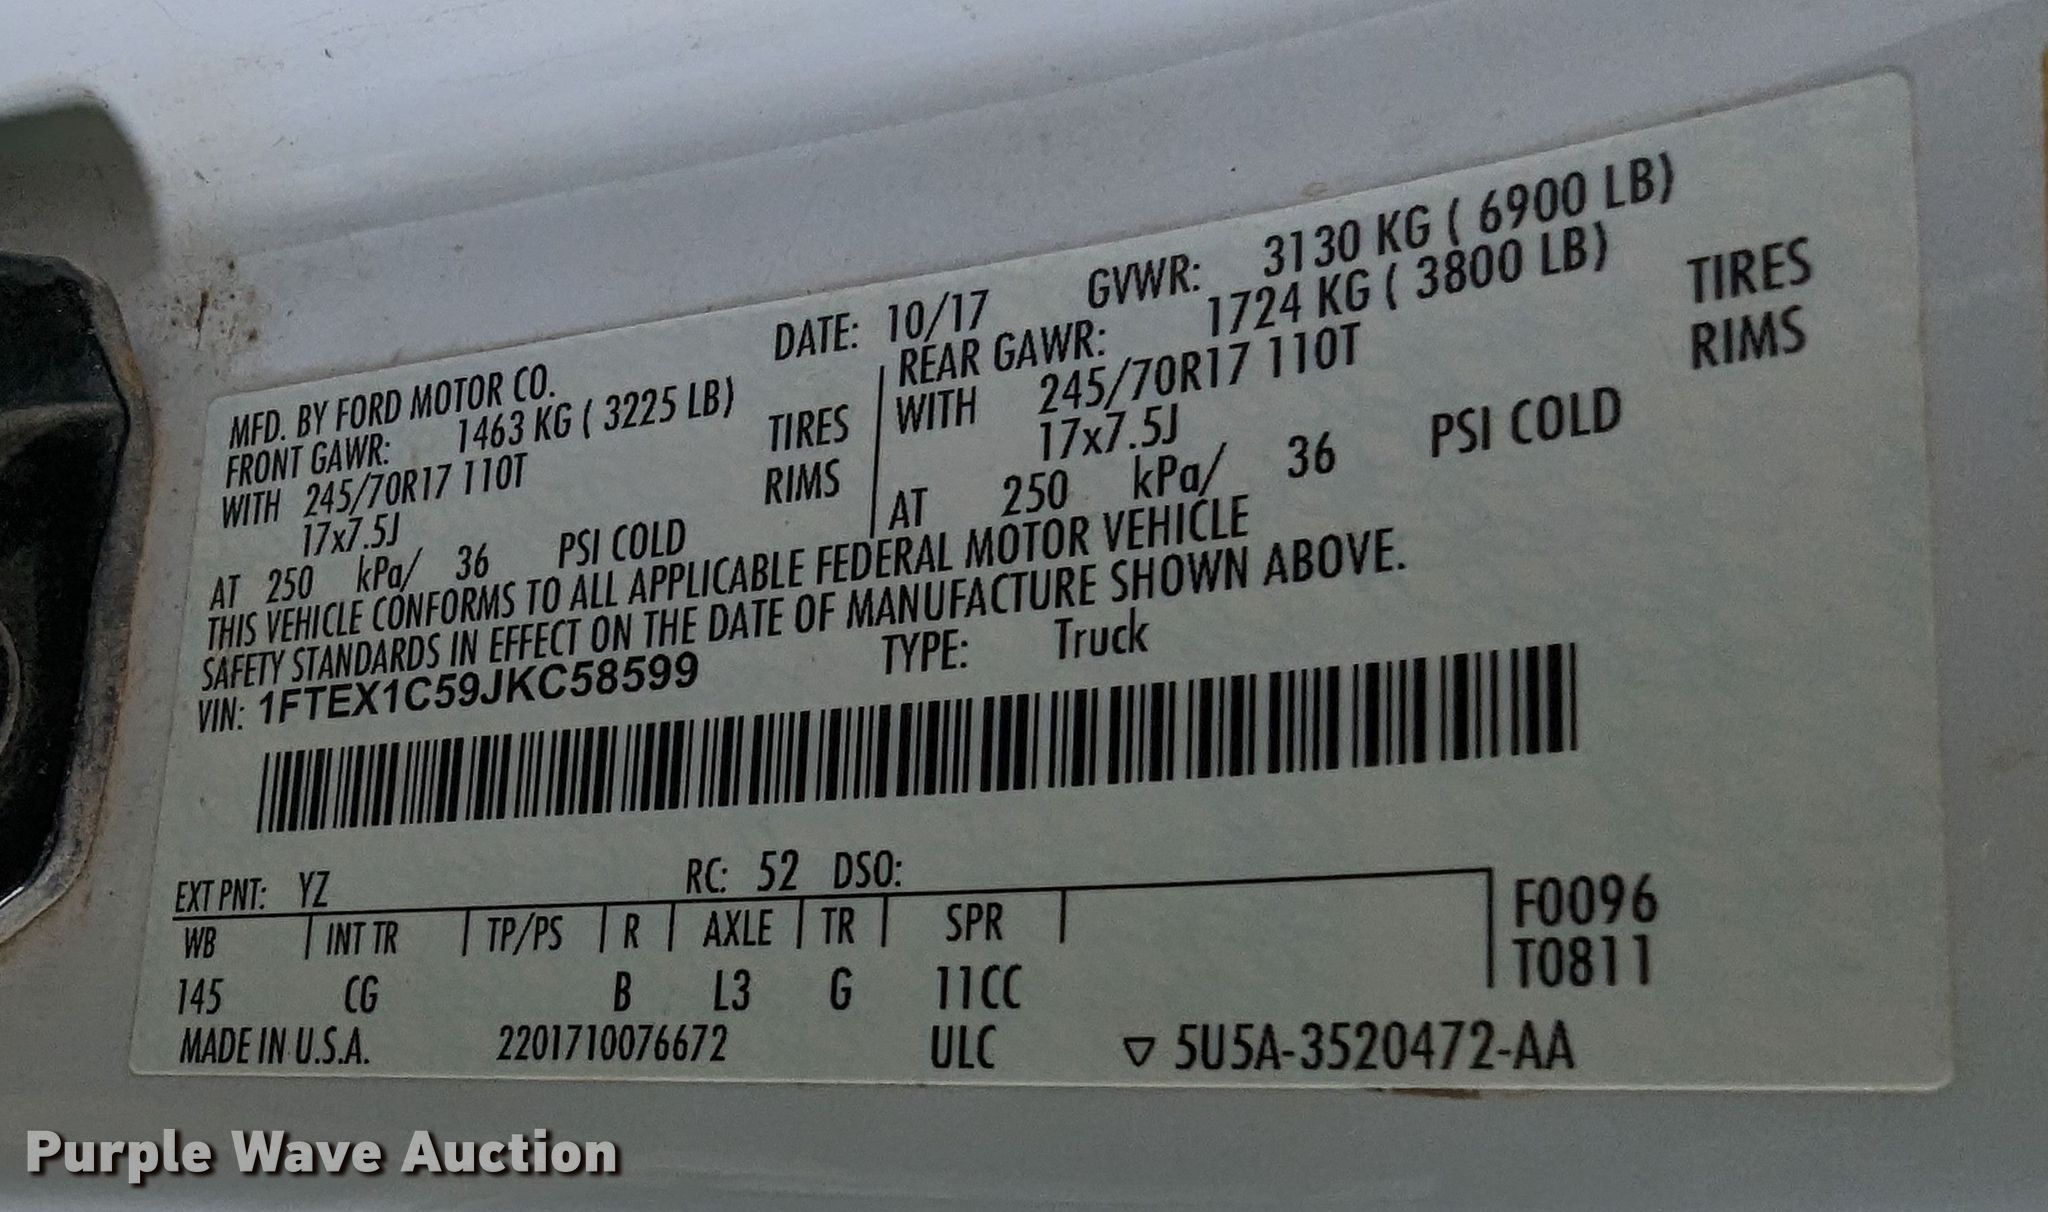 MFD. BY FORD MOTOR CO. DATE: 10/17 GVWR: 3130 KG ( 6900 LB)
FRONT GAWR: 1463 KG ( 3225 LB) REAR GAWR: 1724 KG ( 3800 LB)
WITH 245/70R17 110T TIRES WITH 245/70R17 110T TIRES
17x7.5J RIMS 17x7.5J RIMS
AT 250 kPa/ 36 PSI COLD AT 250 kPa/ 36 PSI COLD
THIS VEHICLE CONFORMS TO ALL APPLICABLE FEDERAL MOTOR VEHICLE
SAFETY STANDARDS IN EFFECT ON THE DATE OF MANUFACTURE SHOWN ABOVE.
VIN: 1FTEX1C59JKC58599 TYPE: Truck
EXT PNT: YZ RC: 52 DSO:
WB INT TR TP/PS R AXLE TR SPR F0096
145 CG B L3 G 11CC T0811
MADE IN U.S.A. 2201710076672 ULC ▽ 5U5A-3520472-AA
Purple Wave Auction